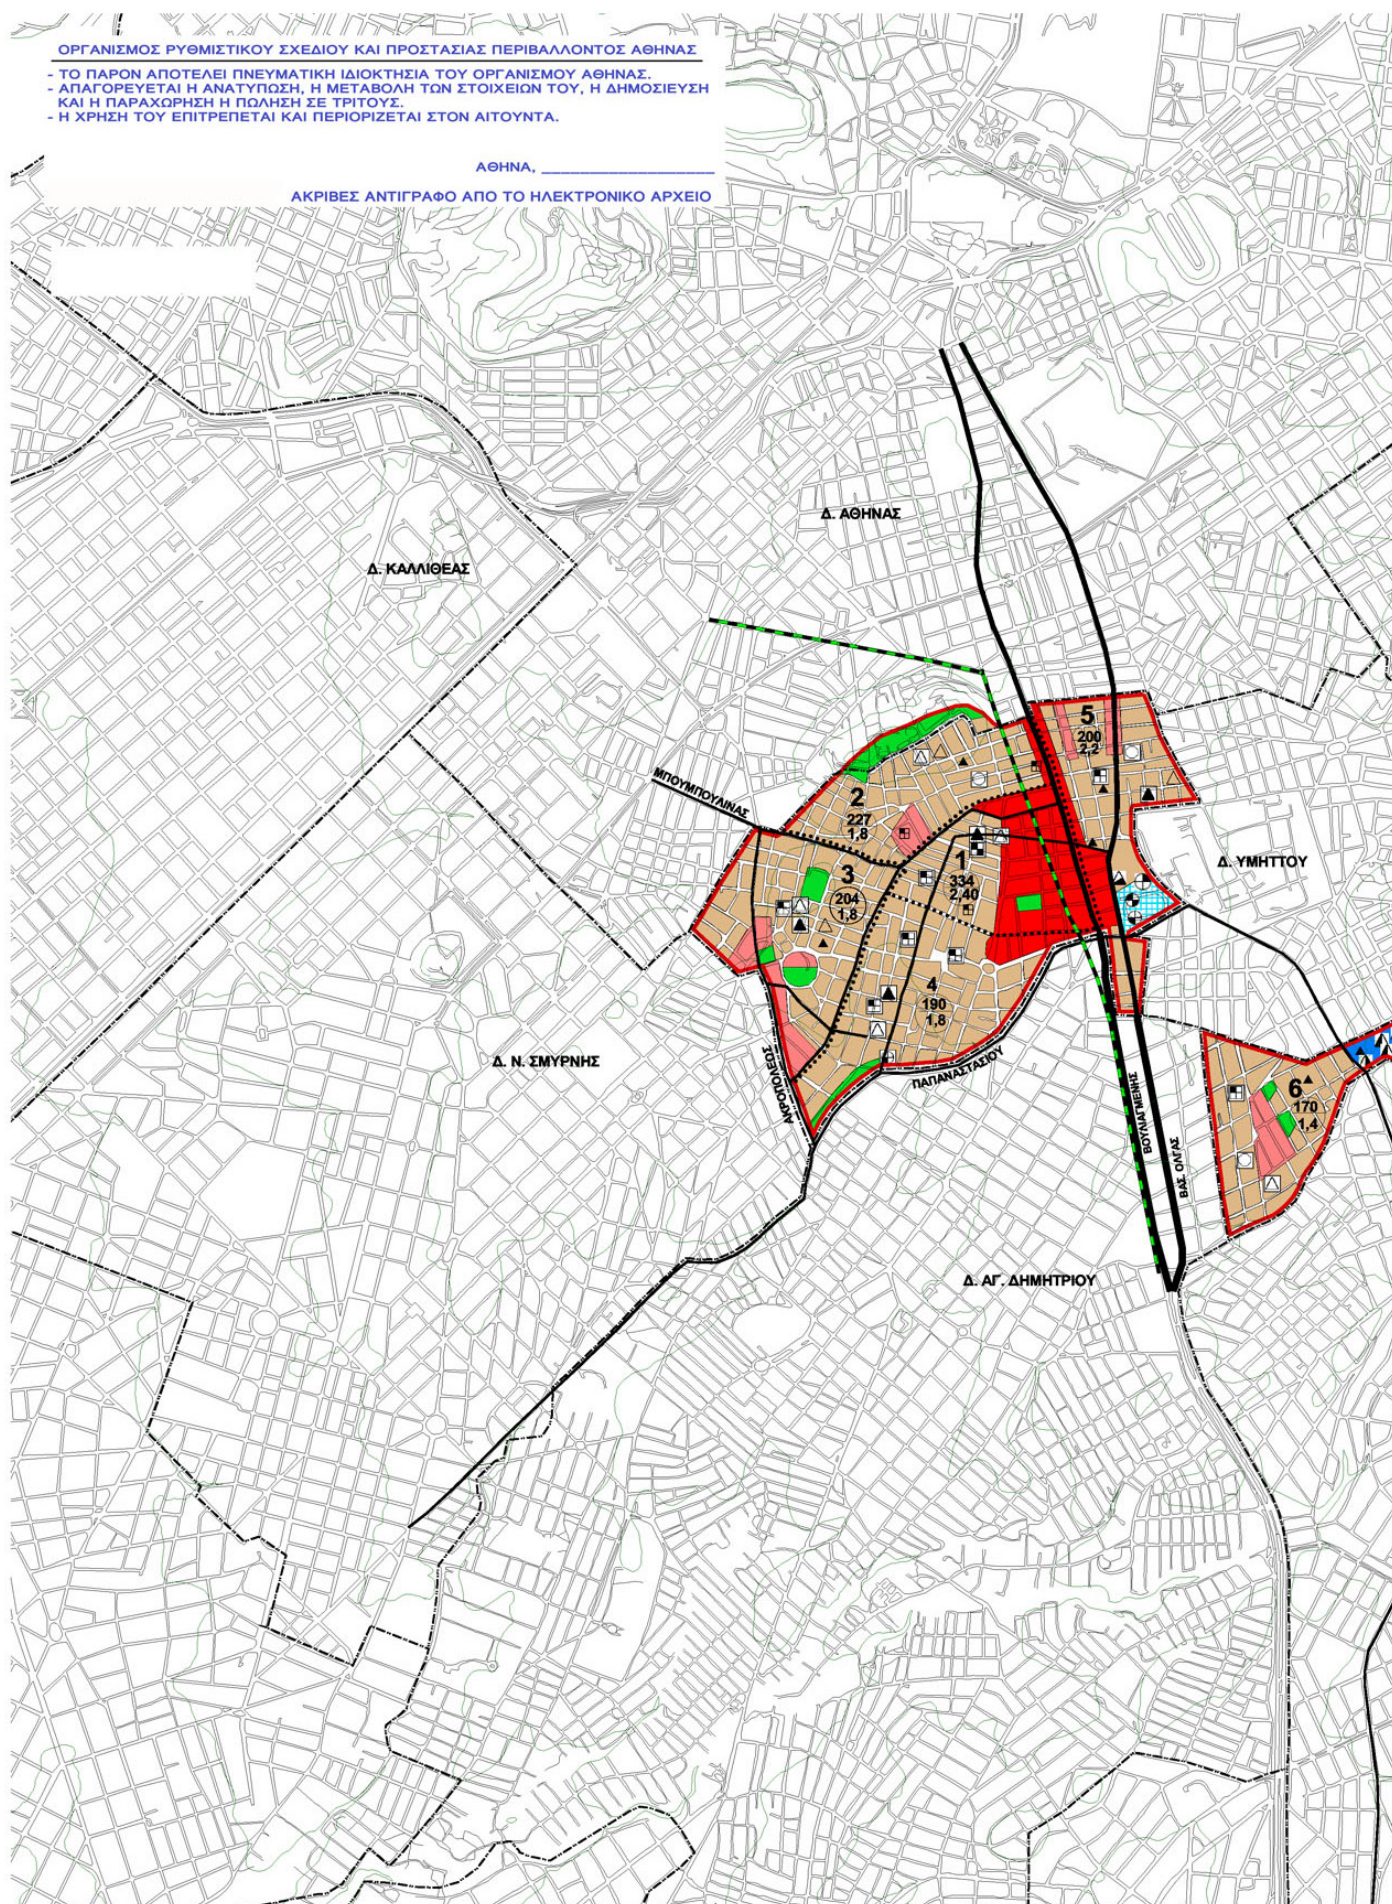 ΟΡΓΑΝΙΣΜΟΣ ΡΥΘΜΙΣΤΙΚΟΥ ΣΧΕΔΙΟΥ ΚΑΙ ΠΡΟΣΤΑΣΙΑΣ ΠΕΡΙΒΑΛΛΟΝΤΟΣ ΑΘΗΝΑΣ
- ΤΟ ΠΑΡΟΝ ΑΠΟΤΕΛΕΙ ΠΝΕΥΜΑΤΙΚΗ ΙΔΙΟΚΤΗΣΙΑ ΤΟΥ ΟΡΓΑΝΙΣΜΟΥ ΑΘΗΝΑΣ.
- ΑΠΑΓΟΡΕΥΕΤΑΙ Η ΑΝΑΤΥΠΩΣΗ, Η ΜΕΤΑΒΟΛΗ ΤΩΝ ΣΤΟΙΧΕΙΩΝ ΤΟΥ, Η ΔΗΜΟΣΙΕΥΣΗ
ΚΑΙ Η ΠΑΡΑΧΩΡΗΣΗ Η ΠΩΛΗΣΗ ΣΕ ΤΡΙΤΟΥΣ.
- Η ΧΡΗΣΗ ΤΟΥ ΕΠΙΤΡΕΠΕΤΑΙ ΚΑΙ ΠΕΡΙΟΡΙΖΕΤΑΙ ΣΤΟΝ ΑΙΤΟΥΝΤΑ.
ΑΘΗΝΑ, ____________________
ΑΚΡΙΒΕΣ ΑΝΤΙΓΡΑΦΟ ΑΠΟ ΤΟ ΗΛΕΚΤΡΟΝΙΚΟ ΑΡΧΕΙΟ
Δ. ΑΘΗΝΑΣ
Δ. ΚΑΛΛΙΘΕΑΣ
5
200
2,2
ΜΠΟΥΜΠΟΥΛΙΝΑΣ
2
227
1,8
1
334
2,40
Δ. ΥΜΗΤΤΟΥ
3
204
1,8
4
190
1,8
Δ. Ν. ΣΜΥΡΝΗΣ
ΑΚΡΟΠΟΛΕΩΣ
ΠΑΠΑΝΑΣΤΑΣΙΟΥ
ΒΟΥΛΙΑΓΜΕΝΗΣ
ΒΑΣ. ΟΛΓΑΣ
6
170
1,4
Δ. ΑΓ. ΔΗΜΗΤΡΙΟΥ